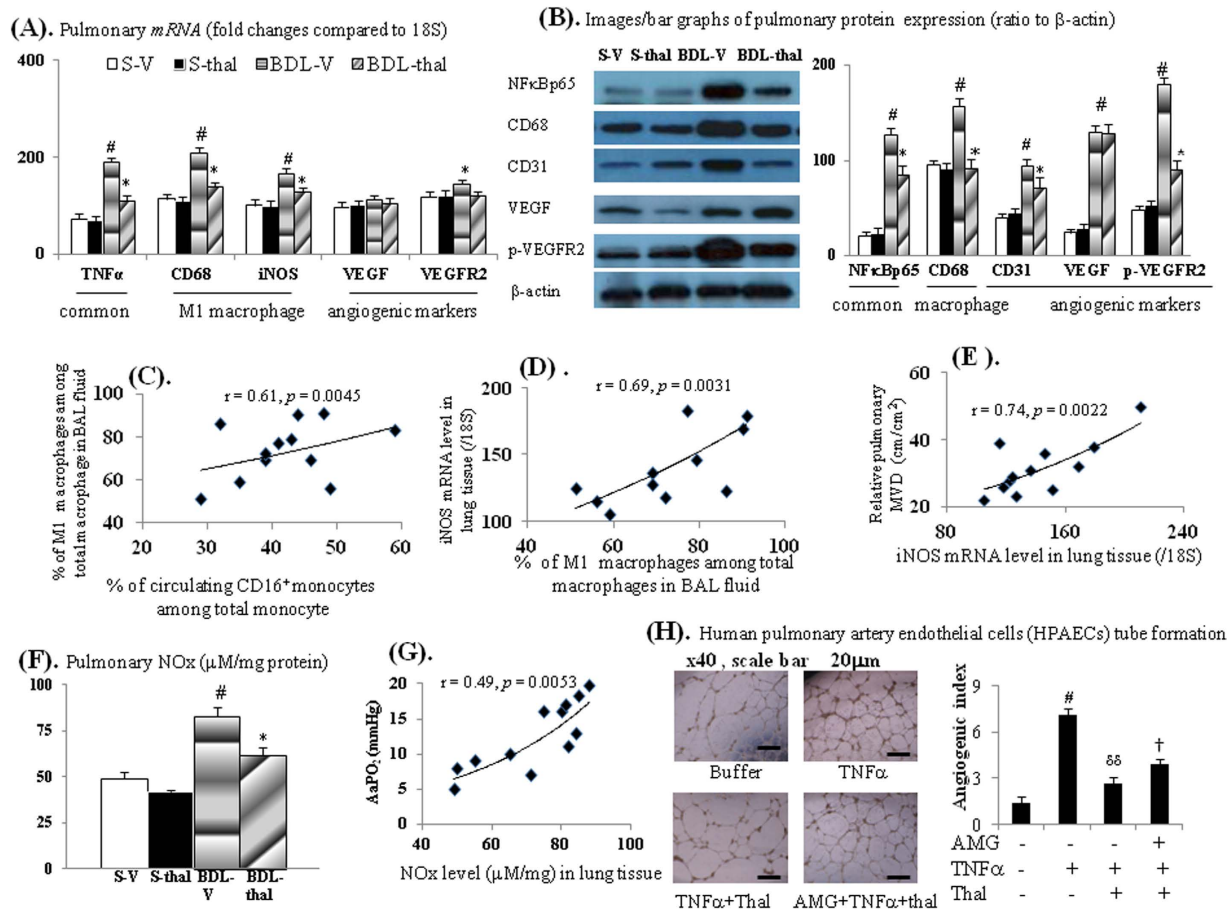 (A). Pulmonary mRNA (fold changes compared to 18S)
400
200
0
S-V S-thal BDL-V BDL-thal
# * # * # * *
TNFα CD68 iNOS VEGF VEGFR2
common M1 macrophage angiogenic markers
(B). Images/bar graphs of pulmonary protein expression (ratio to β-actin)
S-V S-thal BDL-V BDL-thal
NFκBp65
CD68
CD31
VEGF
p-VEGFR2
β-actin
200
100
0
# * # * # * # # *
NFκBp65 CD68 CD31 VEGF p-VEGFR2
common macrophage angiogenic markers
(C).
r = 0.61, p = 0.0045
% of M1 macrophages among
total macrophage in BAL fluid
100
80
60
40
20 30 40 50 60
% of circulating CD16+ monocytes
among total monocyte
(D) .
r = 0.69, p = 0.0031
iNOS mRNA level in
lung tissue (/18S)
200
150
100
40 60 80 100
% of M1 macrophages among total
macrophages in BAL fluid
(E ).
r = 0.74, p = 0.0022
Relative pulmonary
MVD (cm/cm2)
60
40
20
80 160 240
iNOS mRNA level in lung tissue (/18S)
(F). Pulmonary NOx (µM/mg protein)
100
75
50
25
0
# *
S-V S-thal BDL-V BDL-thal
(G).
r = 0.49, p = 0.0053
AaPO2 (mmHg)
20
15
10
5
0
40 60 80 100
NOx level (µM/mg) in lung tissue
(H). Human pulmonary artery endothelial cells (HPAECs) tube formation
x40 , scale bar 20µm
Buffer TNFα
TNFα+Thal AMG+TNFα+thal
Angiogenic index
9
6
3
0
# δδ †
AMG - - - +
TNFα - + + +
Thal - - + +